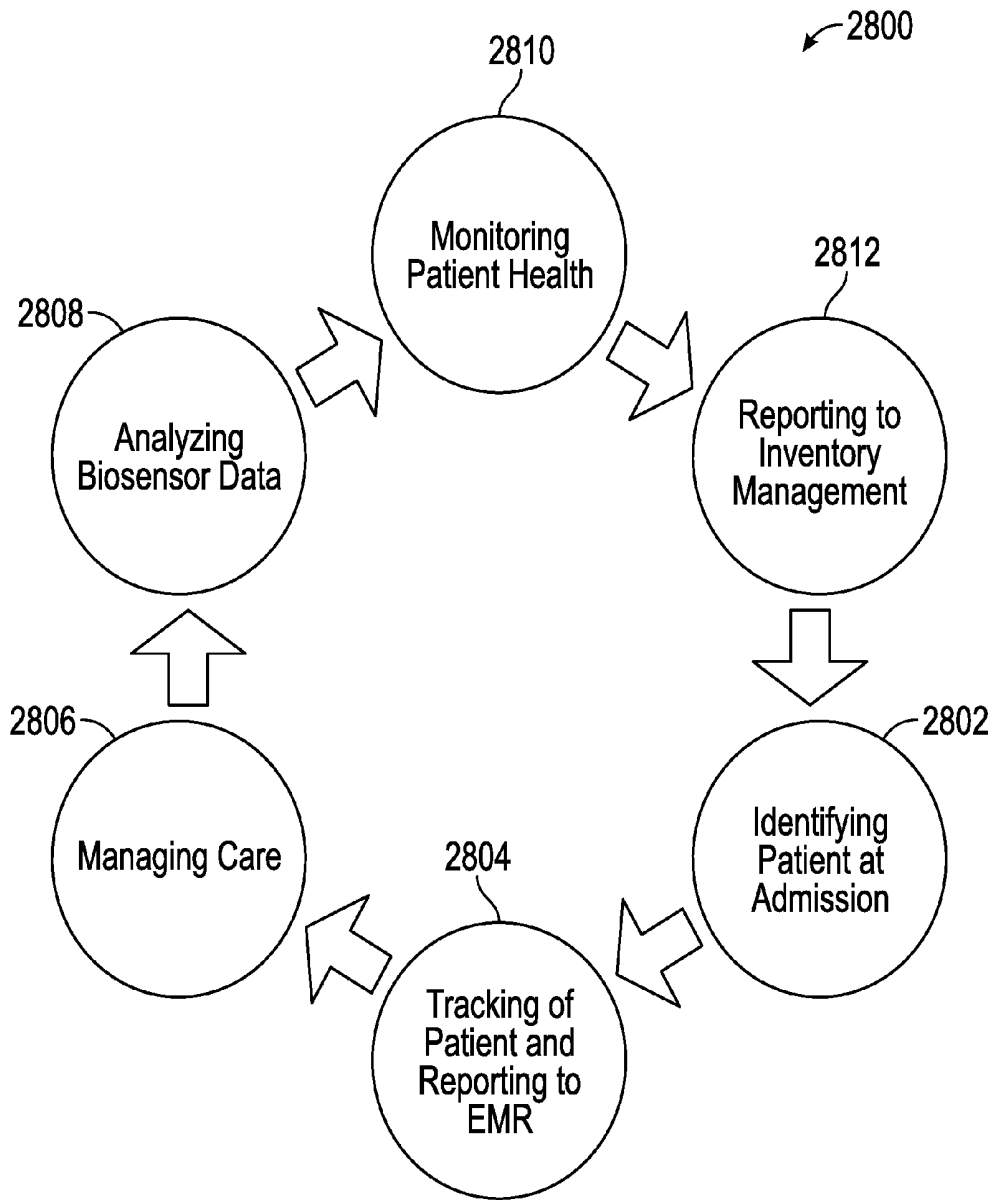 2800
2810
Monitoring
Patient Health
2812
Reporting to
Inventory
Management
2808
Analyzing
Biosensor Data
2806
Managing Care
2802
Identifying
Patient at
Admission
2804
Tracking of
Patient and
Reporting to
EMR